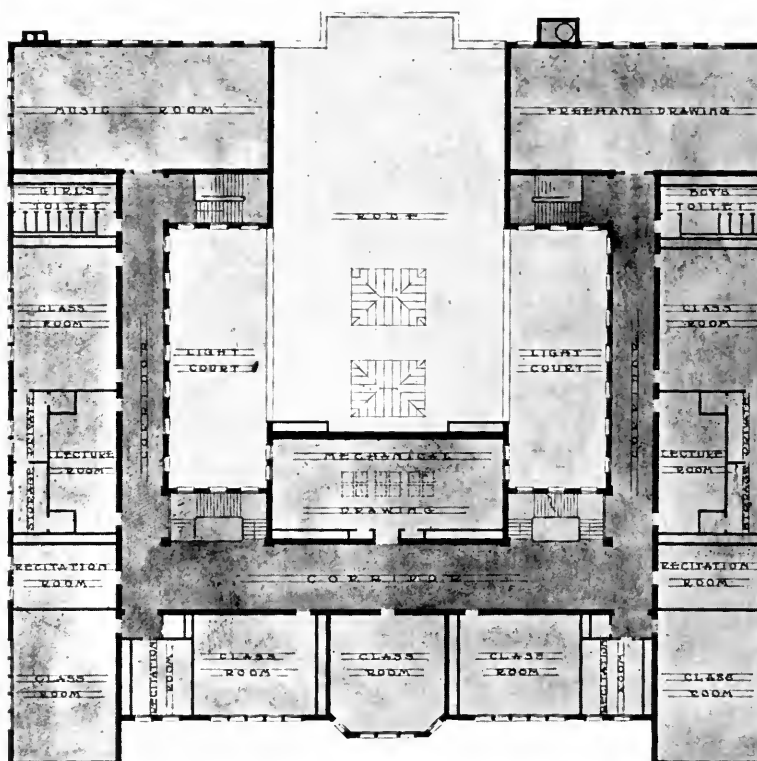 MUSIC ROOM
FREEHAND DRAWING
GIRL'S
TOILET
BOY'S
TOILET
ROOF
CLASS
ROOM
LIGHT
COURT
LIGHT
COURT
CLASS
ROOM
CORRIDOR
CORRIDOR
STORAGE PRIVATE
LECTURE
ROOM
MECHANICAL
DRAWING
LECTURE
ROOM
STORAGE PRIVATE
RECITATION
ROOM
CORRIDOR
RECITATION
ROOM
CLASS
ROOM
RECITATION
ROOM
CLASS
ROOM
CLASS
ROOM
CLASS
ROOM
RECITATION
ROOM
CLASS
ROOM